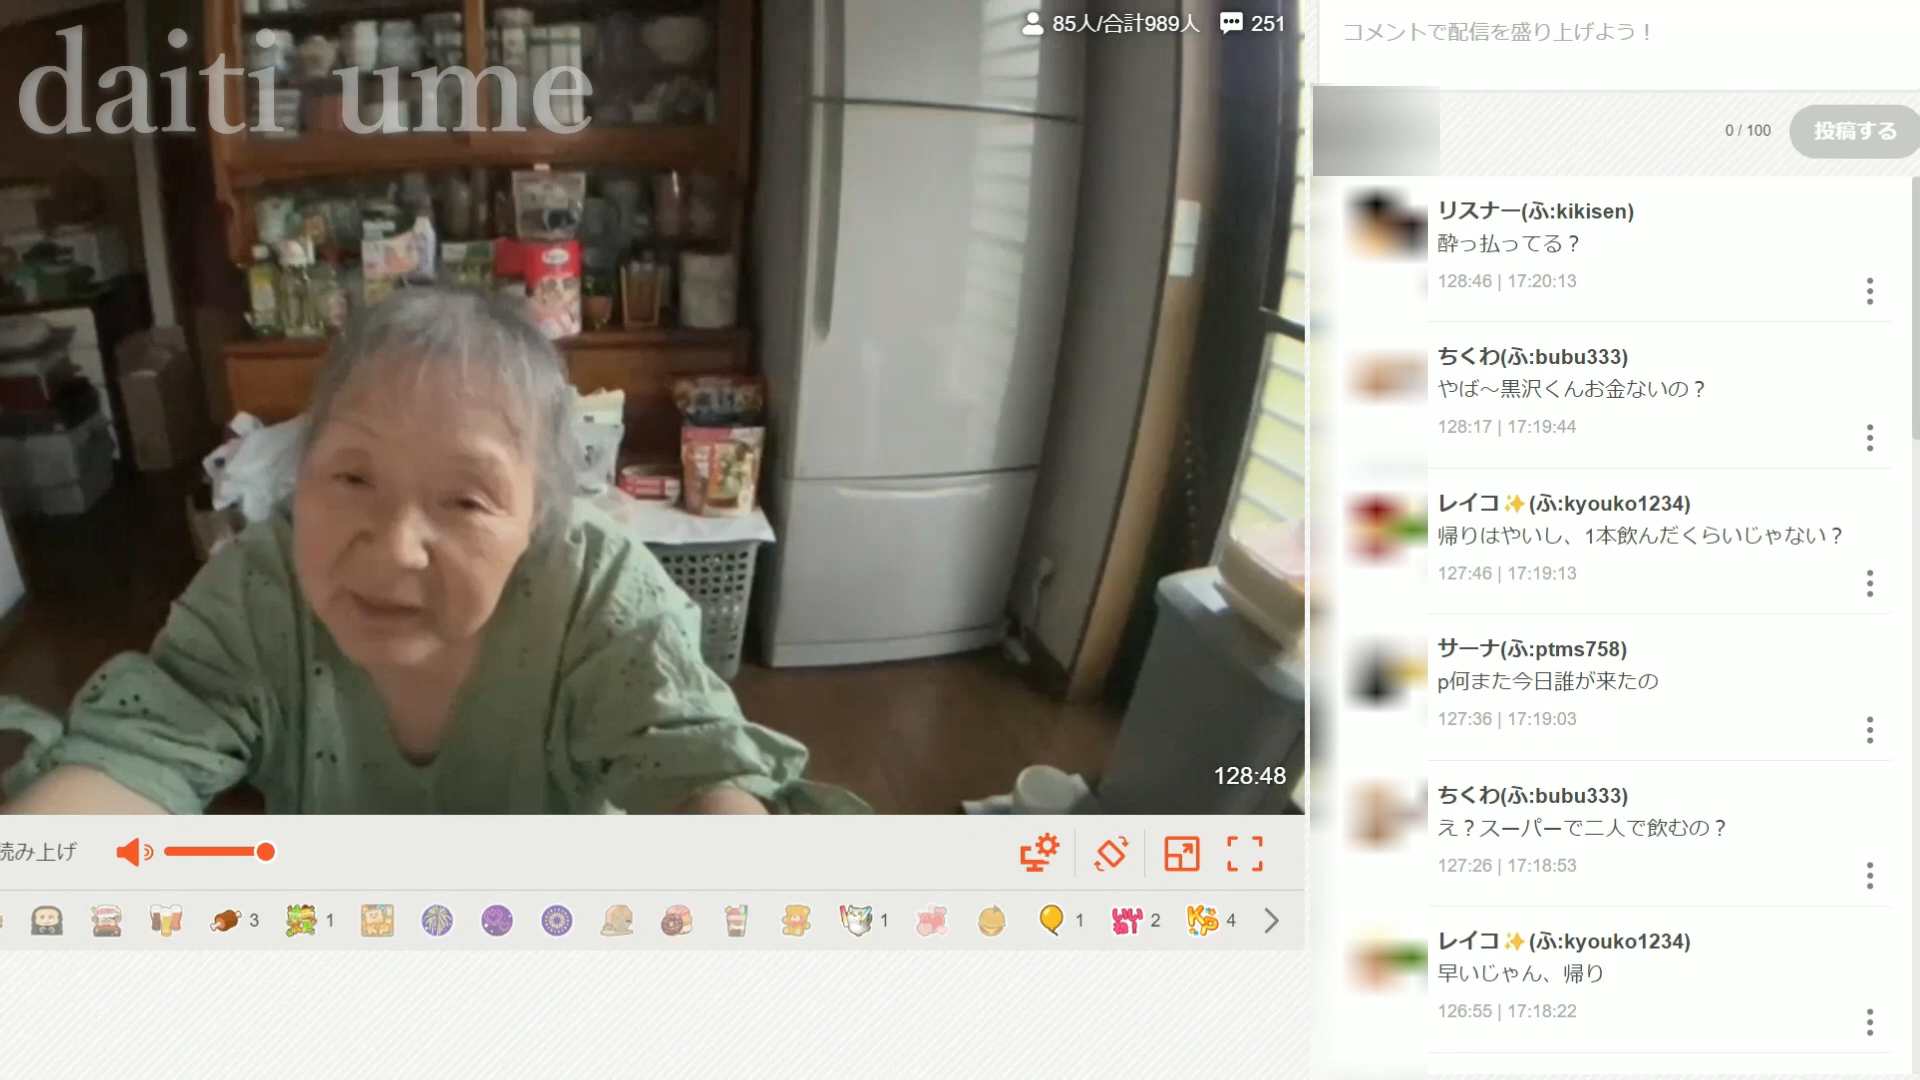 daiti ume
85人/合計989人 251
128:48
読み上げ
3
1
1
1
2
4
コメントで配信を盛り上げよう！
0 / 100
投稿する
リスナー(ふ:kikisen)
酔っ払ってる？
128:46 | 17:20:13
ちくわ(ふ:bubu333)
やば～黒沢くんお金ないの？
128:17 | 17:19:44
レイコ✨(ふ:kyouko1234)
帰りはやいし、1本飲んだくらいじゃない？
127:46 | 17:19:13
サーナ(ふ:ptms758)
p何また今日誰が来たの
127:36 | 17:19:03
ちくわ(ふ:bubu333)
え？スーパーで二人で飲むの？
127:26 | 17:18:53
レイコ✨(ふ:kyouko1234)
早いじゃん、帰り
126:55 | 17:18:22